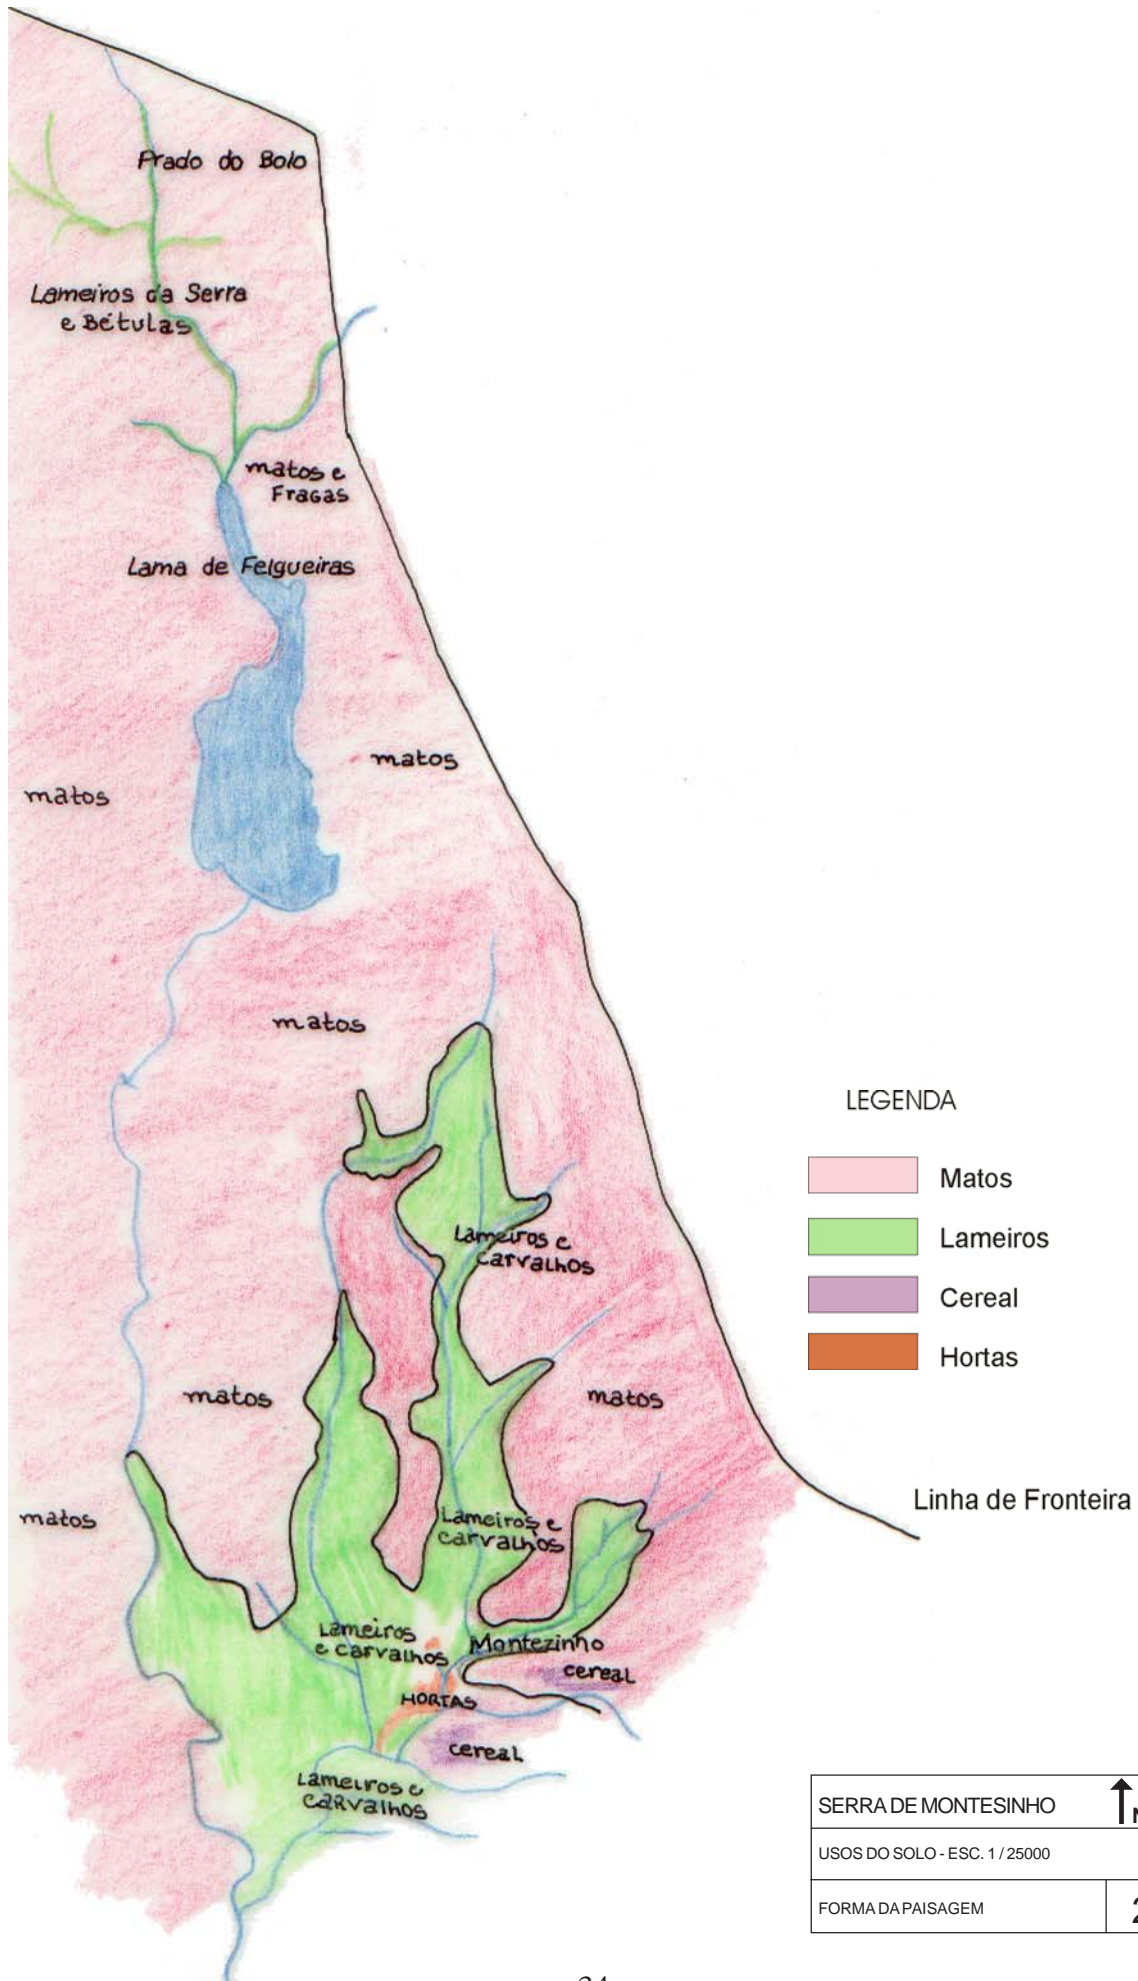 Prado do Bolo
Lameiros da Serra
e Bétulas
matos e
Fragas
Lama de Felgueiras
matos
matos
matos
LEGENDA
Matos
Lameiros
Cereal
Hortas
Lameiros e
carvalhos
matos
matos
Linha de Fronteira
matos
Lameiros e
carvalhos
Lameiros
e carvalhos
Montezinho
cereal
HORTAS
cereal
Lameiros e
carvalhos
SERRA DE MONTESINHO
N
USOS DO SOLO - ESC. 1 / 25000
FORMA DA PAISAGEM
2